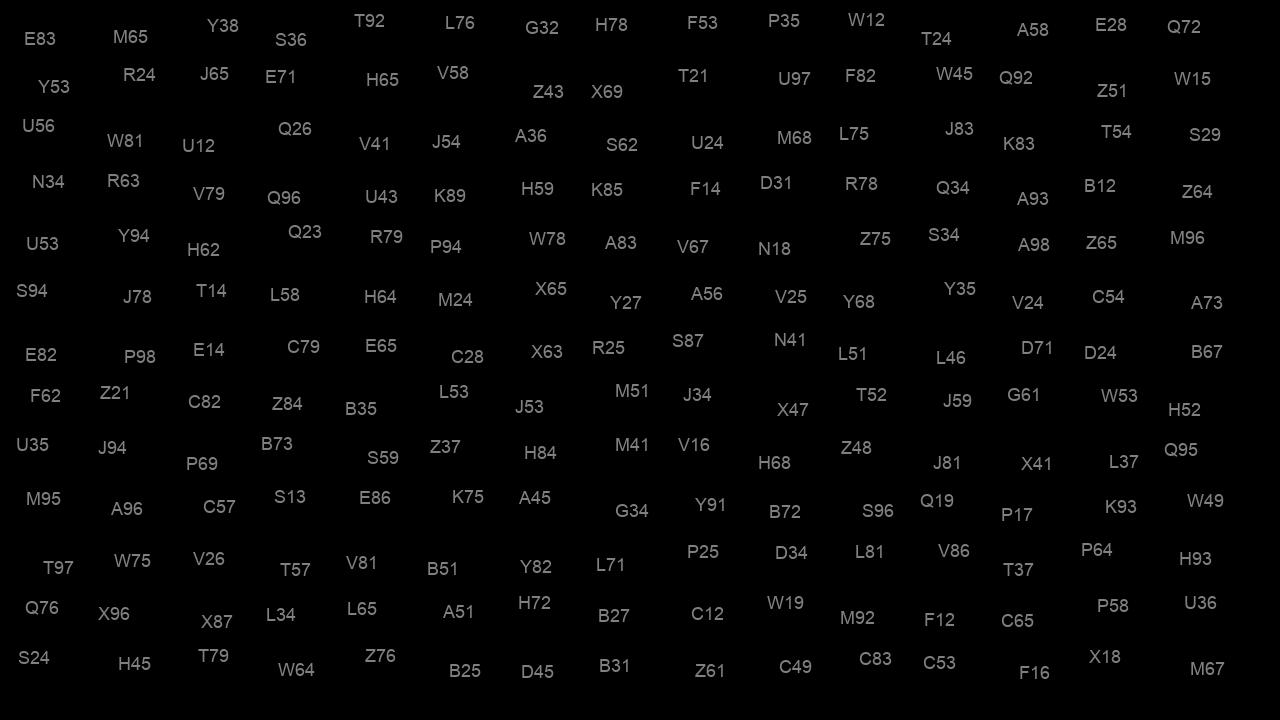 E83 M65 Y38 S36 T92 L76 G32 H78 F53 P35 W12 T24 A58 E28 Q72
Y53 R24 J65 E71 H65 V58 Z43 X69 T21 U97 F82 W45 Q92 Z51 W15
U56 W81 U12 Q26 V41 J54 A36 S62 U24 M68 L75 J83 K83 T54 S29
N34 R63 V79 Q96 U43 K89 H59 K85 F14 D31 R78 Q34 A93 B12 Z64
U53 Y94 H62 Q23 R79 P94 W78 A83 V67 N18 Z75 S34 A98 Z65 M96
S94 J78 T14 L58 H64 M24 X65 Y27 A56 V25 Y68 Y35 V24 C54 A73
E82 P98 E14 C79 E65 C28 X63 R25 S87 N41 L51 L46 D71 D24 B67
F62 Z21 C82 Z84 B35 L53 J53 M51 J34 X47 T52 J59 G61 W53 H52
U35 J94 P69 B73 S59 Z37 H84 M41 V16 H68 Z48 J81 X41 L37 Q95
M95 A96 C57 S13 E86 K75 A45 G34 Y91 B72 S96 Q19 P17 K93 W49
T97 W75 V26 T57 V81 B51 Y82 L71 P25 D34 L81 V86 T37 P64 H93
Q76 X96 X87 L34 L65 A51 H72 B27 C12 W19 M92 F12 C65 P58 U36
S24 H45 T79 W64 Z76 B25 D45 B31 Z61 C49 C83 C53 F16 X18 M67